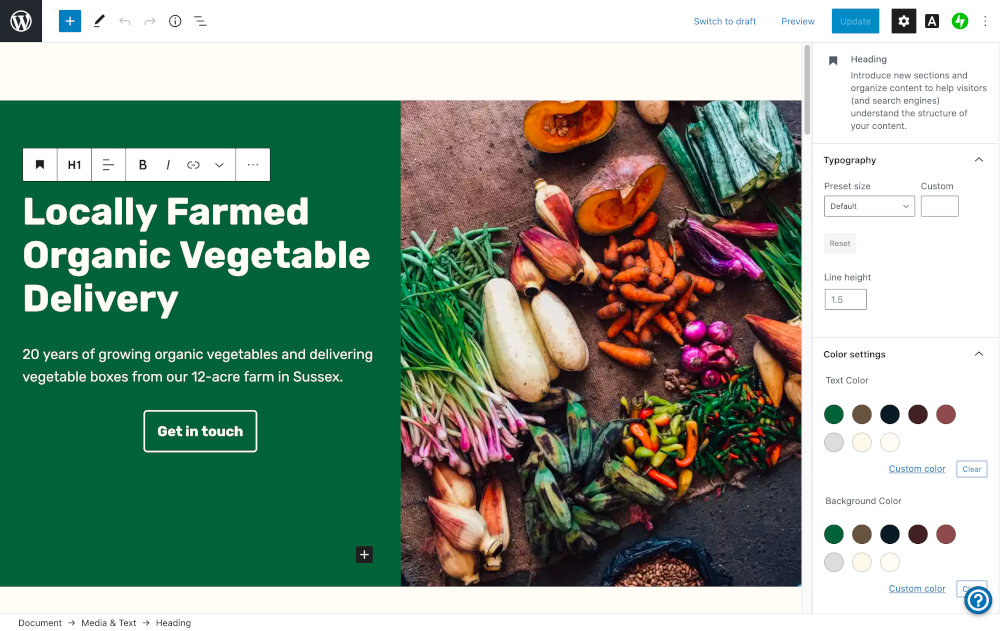 Switch to draft
Preview
Update
A
H1
B
I
Locally Farmed
Organic Vegetable
Delivery
20 years of growing organic vegetables and delivering
vegetable boxes from our 12-acre farm in Sussex.
Get in touch
Heading
Introduce new sections and
organize content to help visitors
(and search engines)
understand the structure of
your content.
Typography
Preset size
Custom
Default
Reset
Line height
1.5
Color settings
Text Color
Custom color
Clear
Background Color
Custom color
Document → Media & Text → Heading